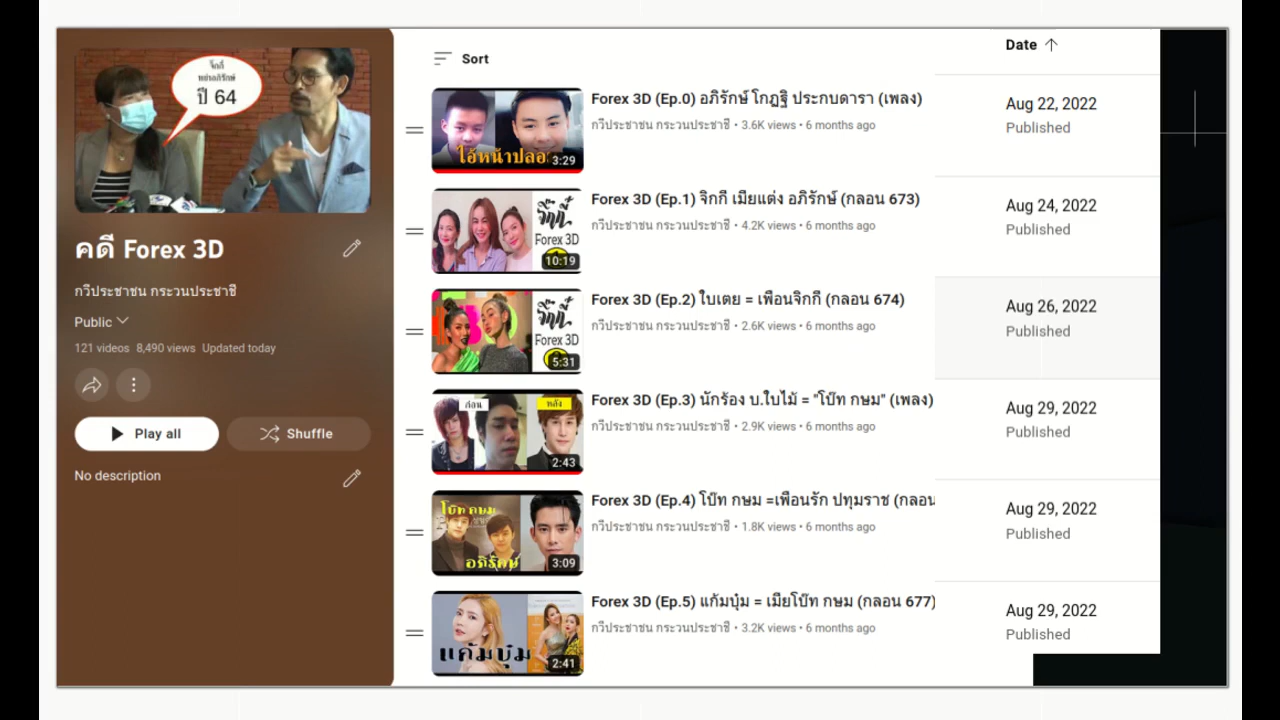 จิ๊กกี๋
หย่าอภิรักษ์
ปี 64
คดี Forex 3D
กวีประชาชน กระวนประชาชี
Public
121 videos 8,490 views Updated today
Play all
Shuffle
No description
Sort
Date ↑
Forex 3D (Ep.0) อภิรักษ์ โกฎฐิ ประกบดารา (เพลง)
กวีประชาชน กระวนประชาชี • 3.6K views • 6 months ago
3:29
Aug 22, 2022
Published
Forex 3D (Ep.1) จิกกี เมียแต่ง อภิรักษ์ (กลอน 673)
กวีประชาชน กระวนประชาชี • 4.2K views • 6 months ago
Forex 3D
10:19
Aug 24, 2022
Published
Forex 3D (Ep.2) ใบเตย = เพื่อนจิกกี (กลอน 674)
กวีประชาชน กระวนประชาชี • 2.6K views • 6 months ago
Forex 3D
5:31
Aug 26, 2022
Published
Forex 3D (Ep.3) นักร้อง บ.ใบไม้ = "โบ๊ท กษม" (เพลง)
กวีประชาชน กระวนประชาชี • 2.9K views • 6 months ago
ก่อน
หลัง
2:43
Aug 29, 2022
Published
Forex 3D (Ep.4) โบ๊ท กษม =เพื่อนรัก ปทุมราช (กลอน
กวีประชาชน กระวนประชาชี • 1.8K views • 6 months ago
โบ๊ท กษม
อภิรักษ์
3:09
Aug 29, 2022
Published
Forex 3D (Ep.5) แก้มบุ๋ม = เมียโบ๊ท กษม (กลอน 677)
กวีประชาชน กระวนประชาชี • 3.2K views • 6 months ago
แก้มบุ๋ม
2:41
Aug 29, 2022
Published